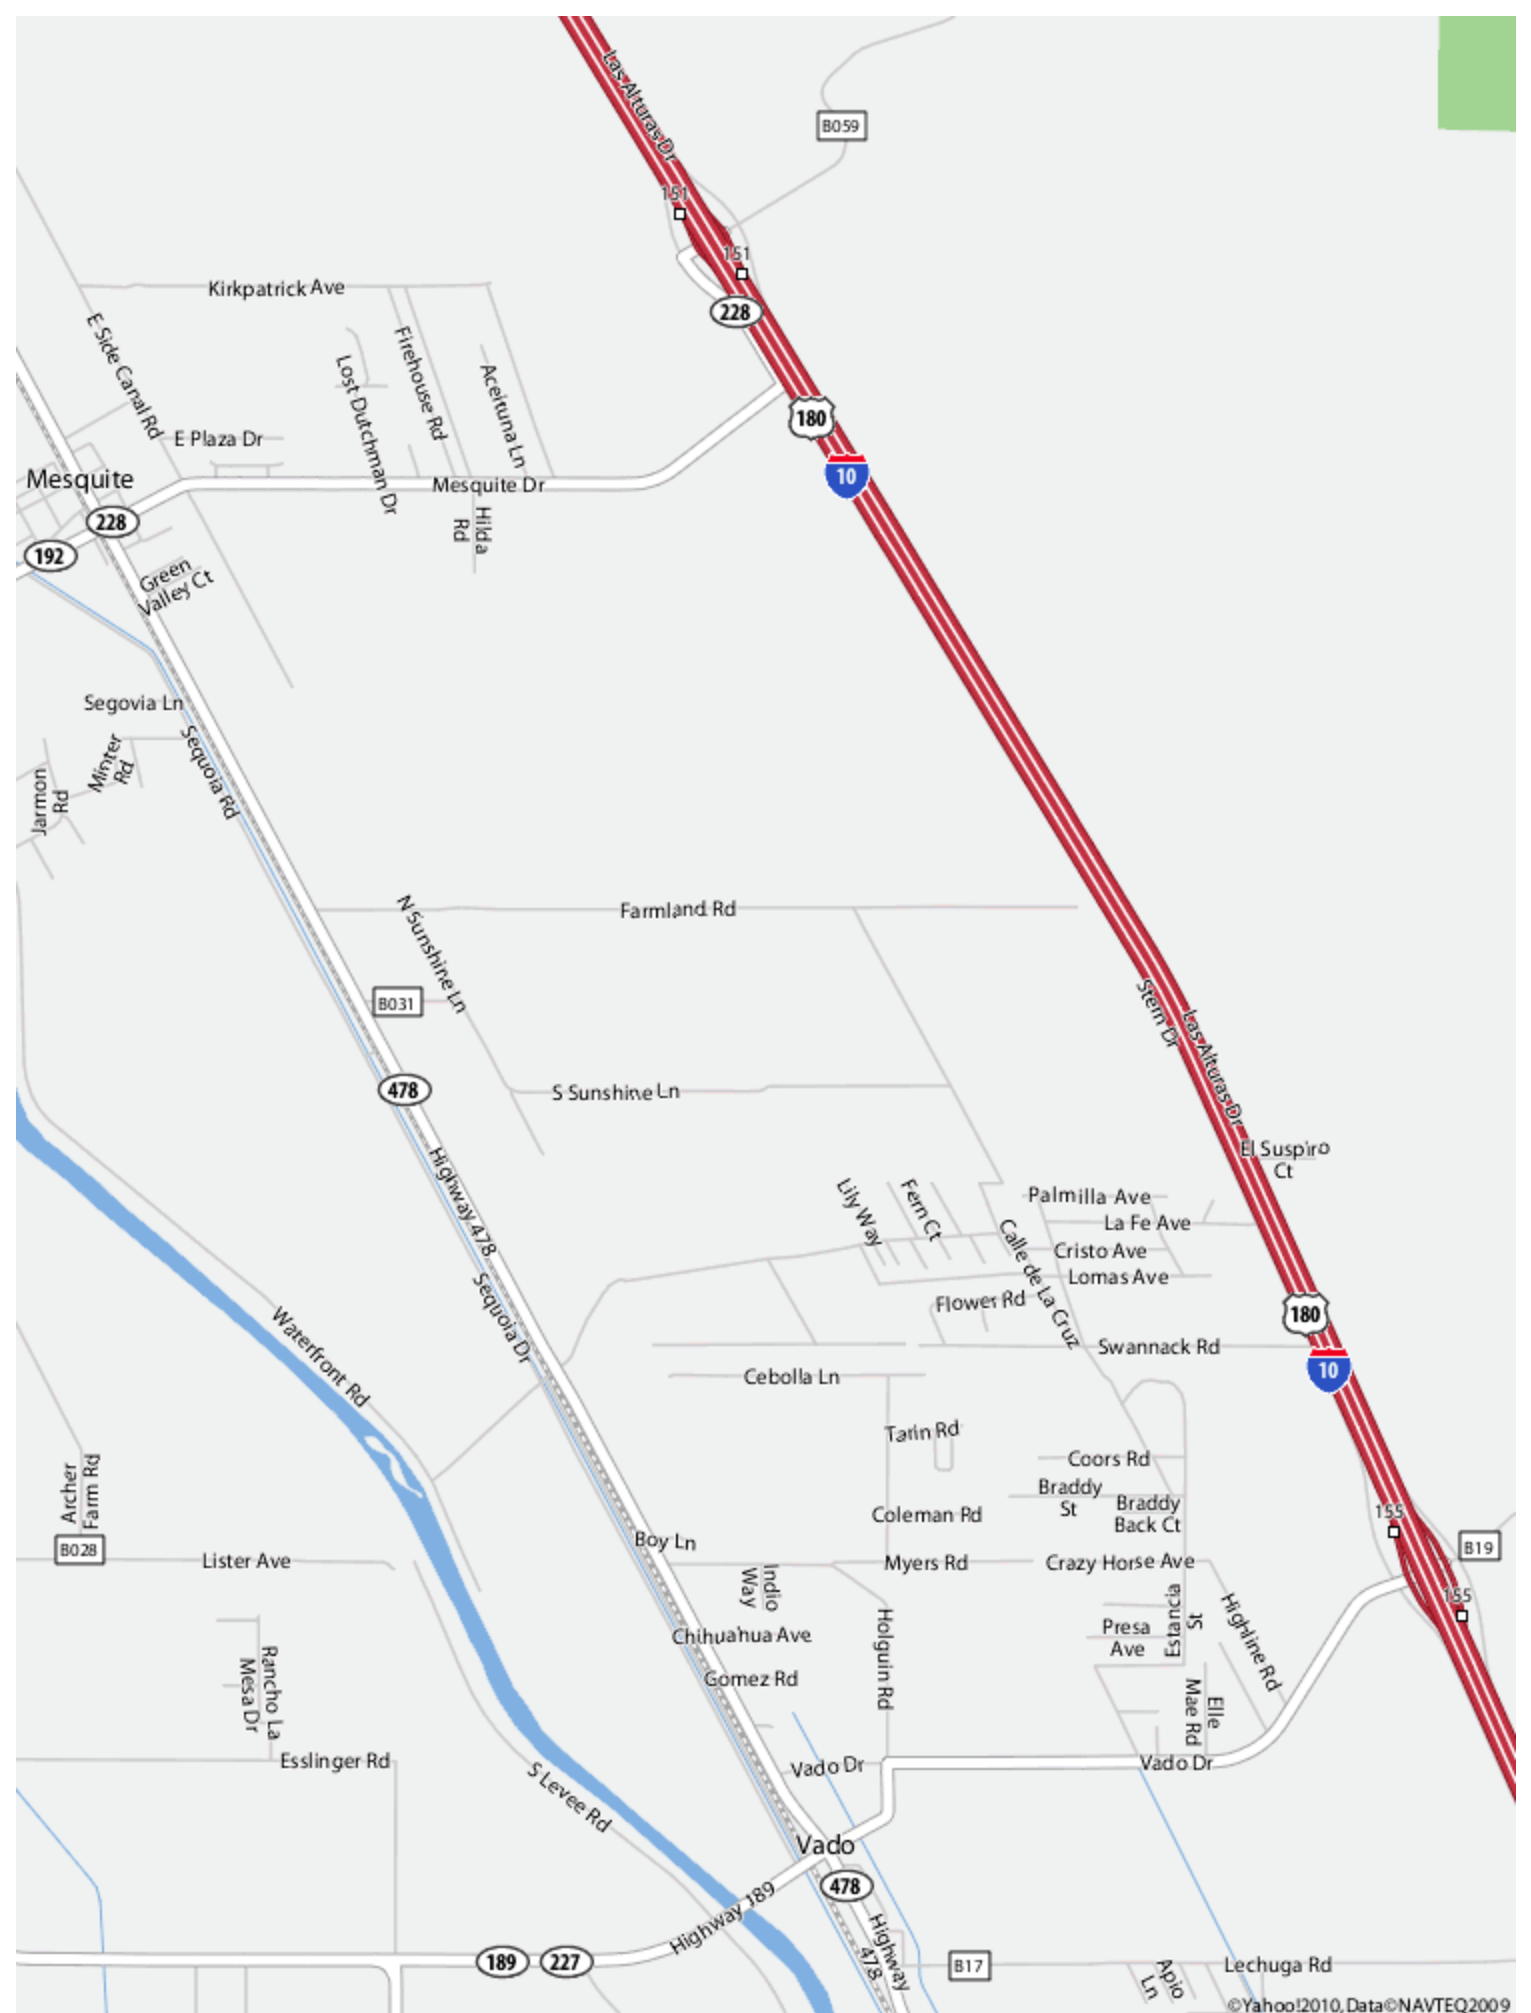 Las Alturas Dr
B059
151
151
Kirkpatrick Ave
228
E Side Canal Rd
Firehouse Rd
Lost Dutchman Dr
Aceituna Ln
180
E Plaza Dr
10
Mesquite
Mesquite Dr
228
Hilda
Rd
192
Green
Valley Ct
Segovia Ln
Sequoia Rd
Minter
Rd
Jarmon
Rd
N Sunshine Ln
Farmland Rd
B031
Stern Dr
Las Alturas Dr
478
S Sunshine Ln
Highway 478
El Suspiro
Ct
Lily Way
Fern Ct
Palmilla Ave
La Fe Ave
Calle de La Cruz
Cristo Ave
Lomas Ave
Sequoia Dr
Flower Rd
180
Waterfront Rd
Swannack Rd
10
Cebolla Ln
Tarin Rd
Coors Rd
Archer
Farm Rd
Braddy
St
Braddy
Back Ct
Coleman Rd
155
B028
Boy Ln
B19
Lister Ave
Myers Rd
Crazy Horse Ave
Indio
Way
155
Estancia
St
Highline Rd
Chihuahua Ave
Holguin Rd
Presa
Ave
Rancho La
Mesa Dr
Gomez Rd
Elle
Mae Rd
Esslinger Rd
Vado Dr
Vado Dr
S Levee Rd
Vado
478
Highway 189
Highway
478
189
227
B17
Lechuga Rd
Apio
Ln
©Yahoo!2010, Data©NAVTEQ2009